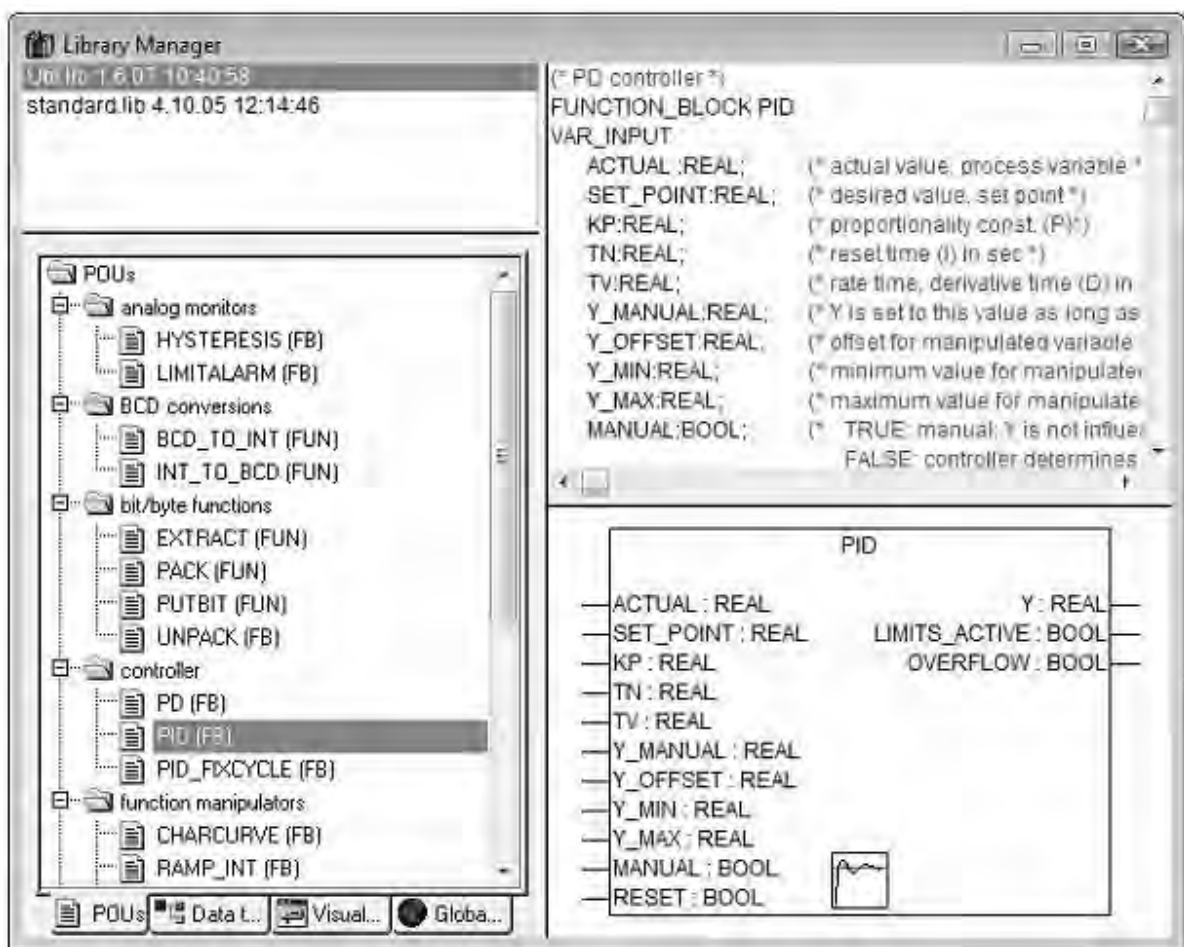 Library Manager
Util.lib 1.6.07 10:40:58
standard.lib 4.10.05 12:14:46
POUs
analog monitors
HYSTERESIS (FB)
LIMITALARM (FB)
BCD conversions
BCD_TO_INT (FUN)
INT_TO_BCD (FUN)
bit/byte functions
EXTRACT (FUN)
PACK (FUN)
PUTBIT (FUN)
UNPACK (FB)
controller
PD (FB)
PID (FB)
PID_FIXCYCLE (FB)
function manipulators
CHARCURVE (FB)
RAMP_INT (FB)
POUs
Data t...
Visual...
Globa...
(* PD controller *)
FUNCTION_BLOCK PID
VAR_INPUT
ACTUAL :REAL; (* actual value, process variable *
SET_POINT:REAL; (* desired value, set point *)
KP:REAL; (* proportionality const. (P)*)
TN:REAL; (* reset time (I) in sec *)
TV:REAL; (* rate time, derivative time (D) in
Y_MANUAL:REAL; (* Y is set to this value as long as
Y_OFFSET:REAL; (* offset for manipulated variable
Y_MIN:REAL; (* minimum value for manipulate
Y_MAX:REAL; (* maximum value for manipulate
MANUAL:BOOL; (* TRUE: manual: Y is not influe
FALSE: controller determines
PID
ACTUAL : REAL Y : REAL
SET_POINT : REAL LIMITS_ACTIVE : BOOL
KP : REAL OVERFLOW : BOOL
TN : REAL
TV : REAL
Y_MANUAL : REAL
Y_OFFSET : REAL
Y_MIN : REAL
Y_MAX : REAL
MANUAL : BOOL
RESET : BOOL